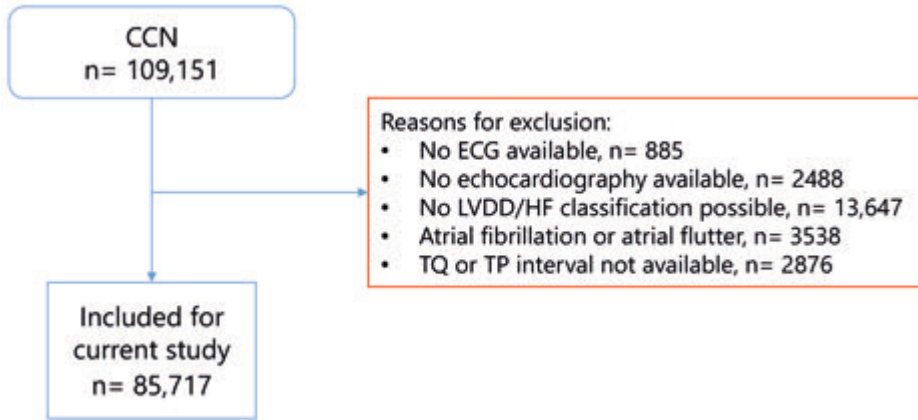 CCN
n= 109,151
Reasons for exclusion:
• No ECG available, n= 885
• No echocardiography available, n= 2488
• No LVDD/HF classification possible, n= 13,647
• Atrial fibrillation or atrial flutter, n= 3538
• TQ or TP interval not available, n= 2876
Included for
current study
n= 85,717